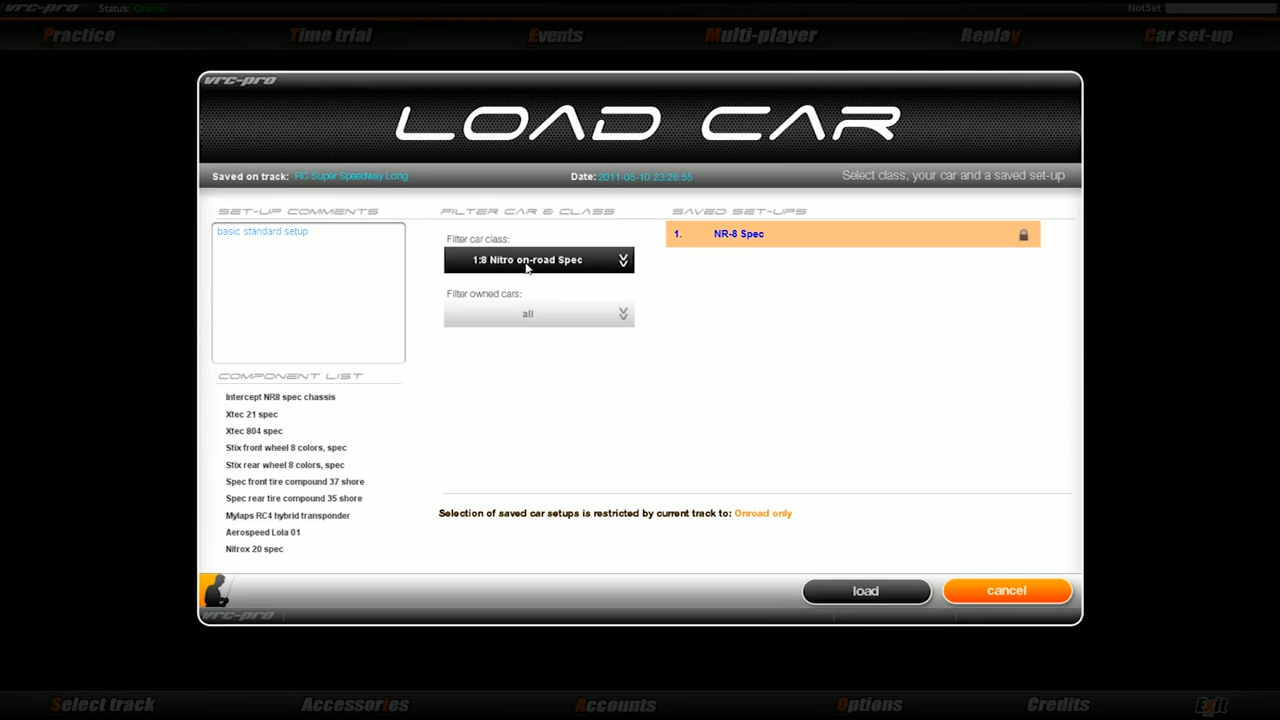 vrc-pro Status: Online NotSet
Practice Time trial Events Multi-player Replay Car set-up
vrc-pro
LOAD CAR
Saved on track: RC Super Speedway Long Date: 2011-05-10 23:26:55 Select class, your car and a saved set-up
SET-UP COMMENTS FILTER CAR & CLASS SAVED SET-UPS
basic standard setup
Filter car class:
1. NR-8 Spec
1:8 Nitro on-road Spec
Filter owned cars:
all
COMPONENT LIST
Intercept NR8 spec chassis
Xtec 21 spec
Xtec 804 spec
Stix front wheel 8 colors, spec
Stix rear wheel 8 colors, spec
Spec front tire compound 37 shore
Spec rear tire compound 35 shore
Mylaps RC4 hybrid transponder
Aerospeed Lola 01
Nitrox 20 spec
Selection of saved car setups is restricted by current track to: Onroad only
load cancel
vrc-pro
Select track Accessories Accounts Options Credits Exit